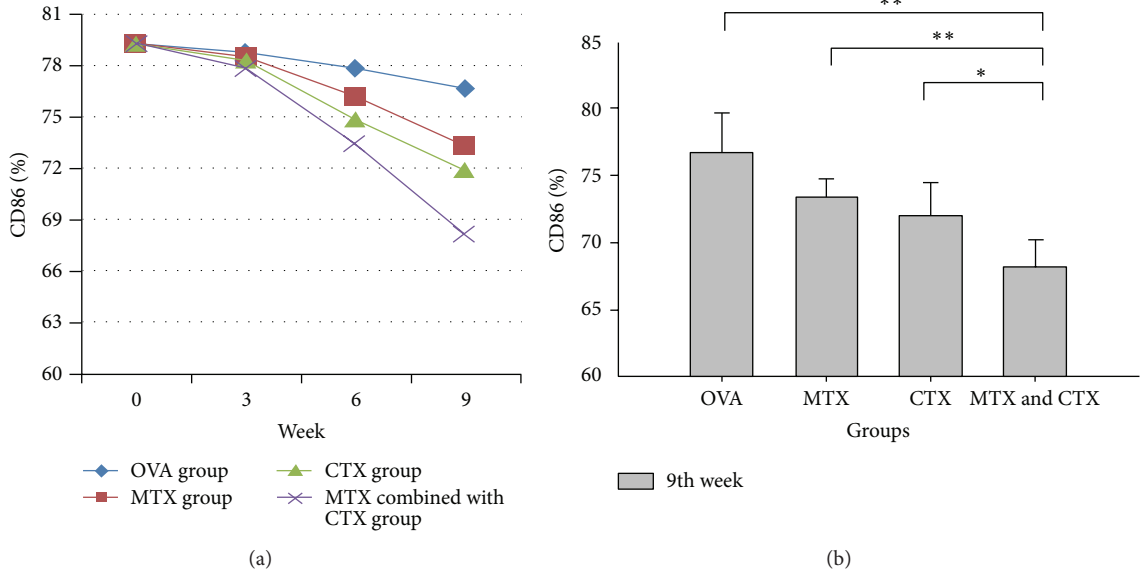 81
78
75
72
69
66
63
60
CD86 (%)
0 3 6 9
Week
OVA group
MTX group
CTX group
MTX combined with
CTX group
(a)
**
**
*
85
80
75
70
65
60
CD86 (%)
OVA MTX CTX MTX and CTX
Groups
9th week
(b)